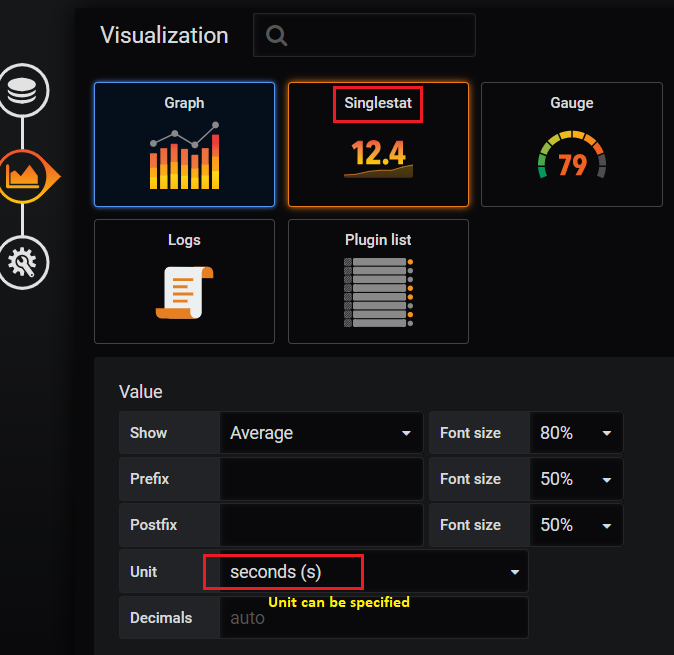 Visualization
Graph
Singlestat
Gauge
12.4
79
Logs
Plugin list
Value
Show Average Font size 80%
Prefix Font size 50%
Postfix Font size 50%
Unit seconds (s)
Unit can be specified
Decimals auto